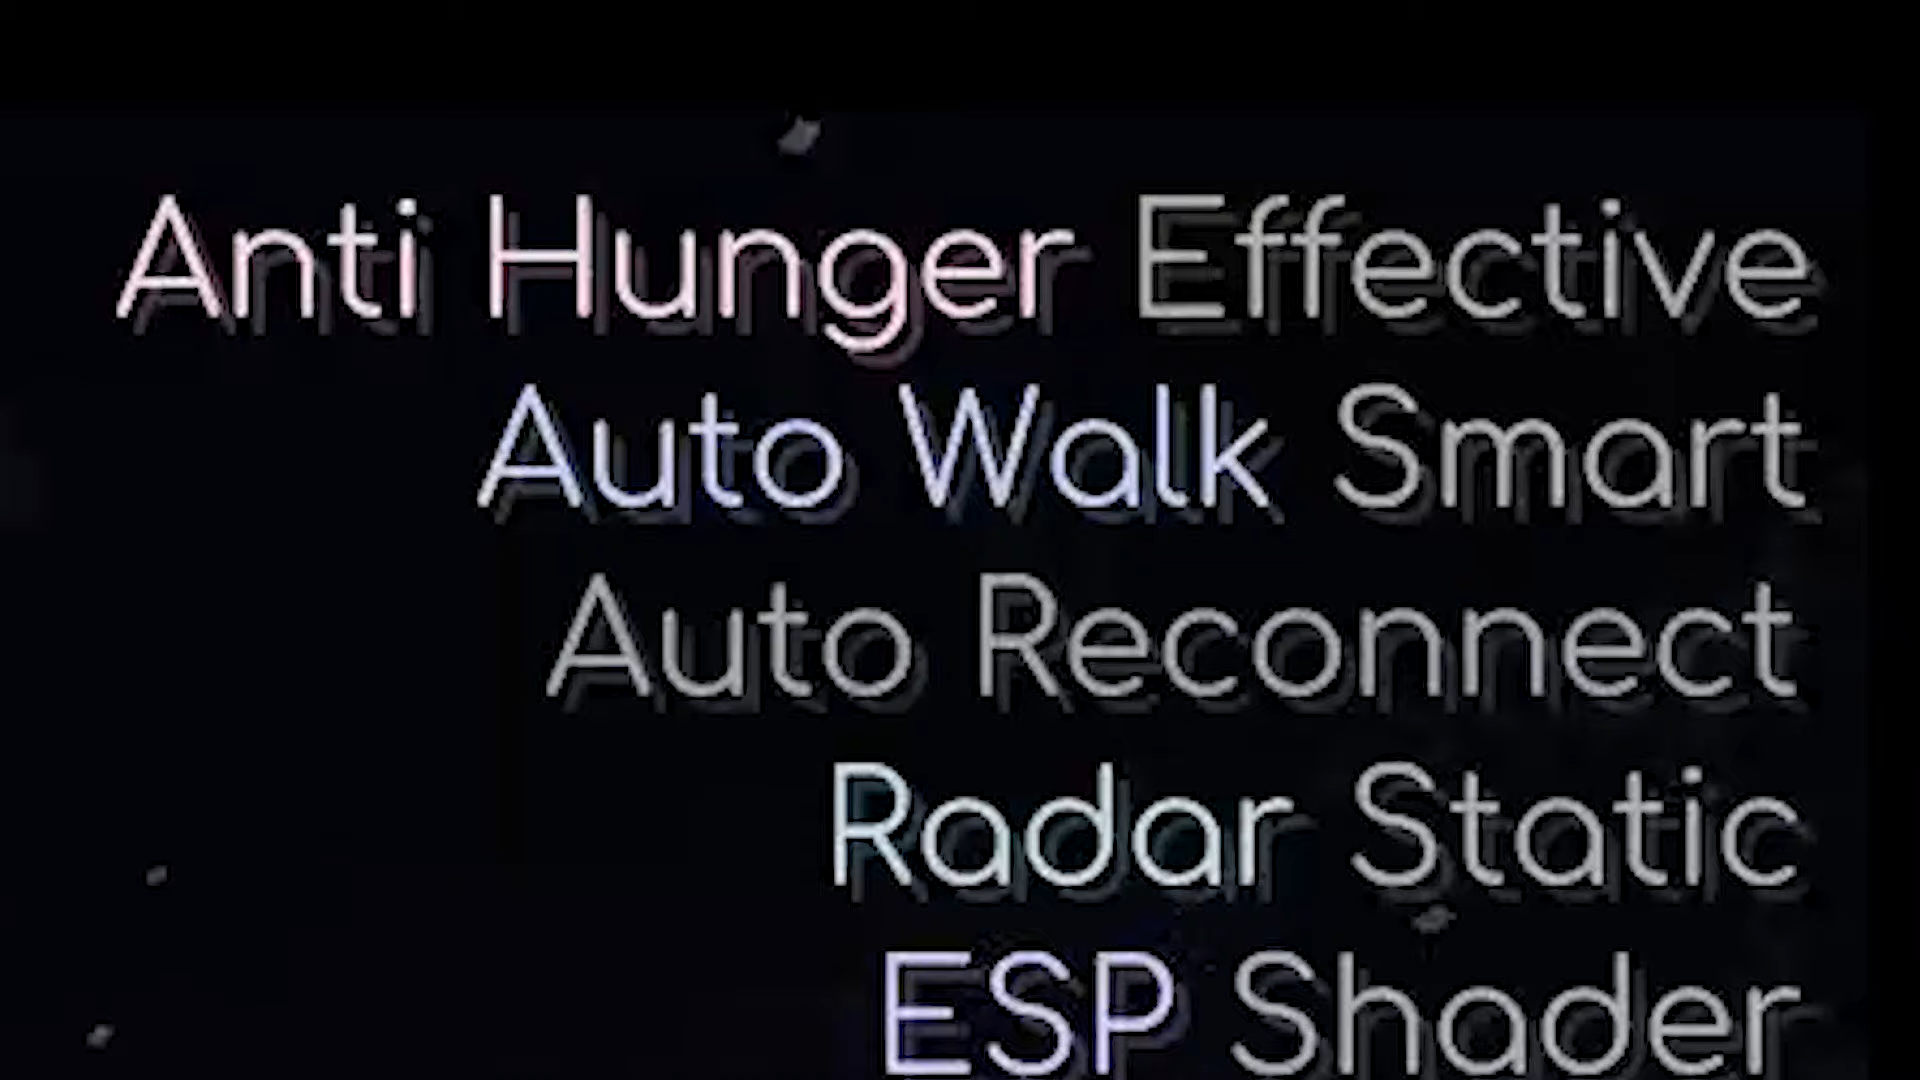 Anti Hunger Effective
Auto Walk Smart
Auto Reconnect
Radar Static
ESP Shader